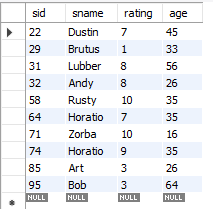 sid sname rating age
22 Dustin 7 45
29 Brutus 1 33
31 Lubber 8 56
32 Andy 8 26
58 Rusty 10 35
64 Horatio 7 35
71 Zorba 10 16
74 Horatio 9 35
85 Art 3 26
95 Bob 3 64
NULL NULL NULL NULL